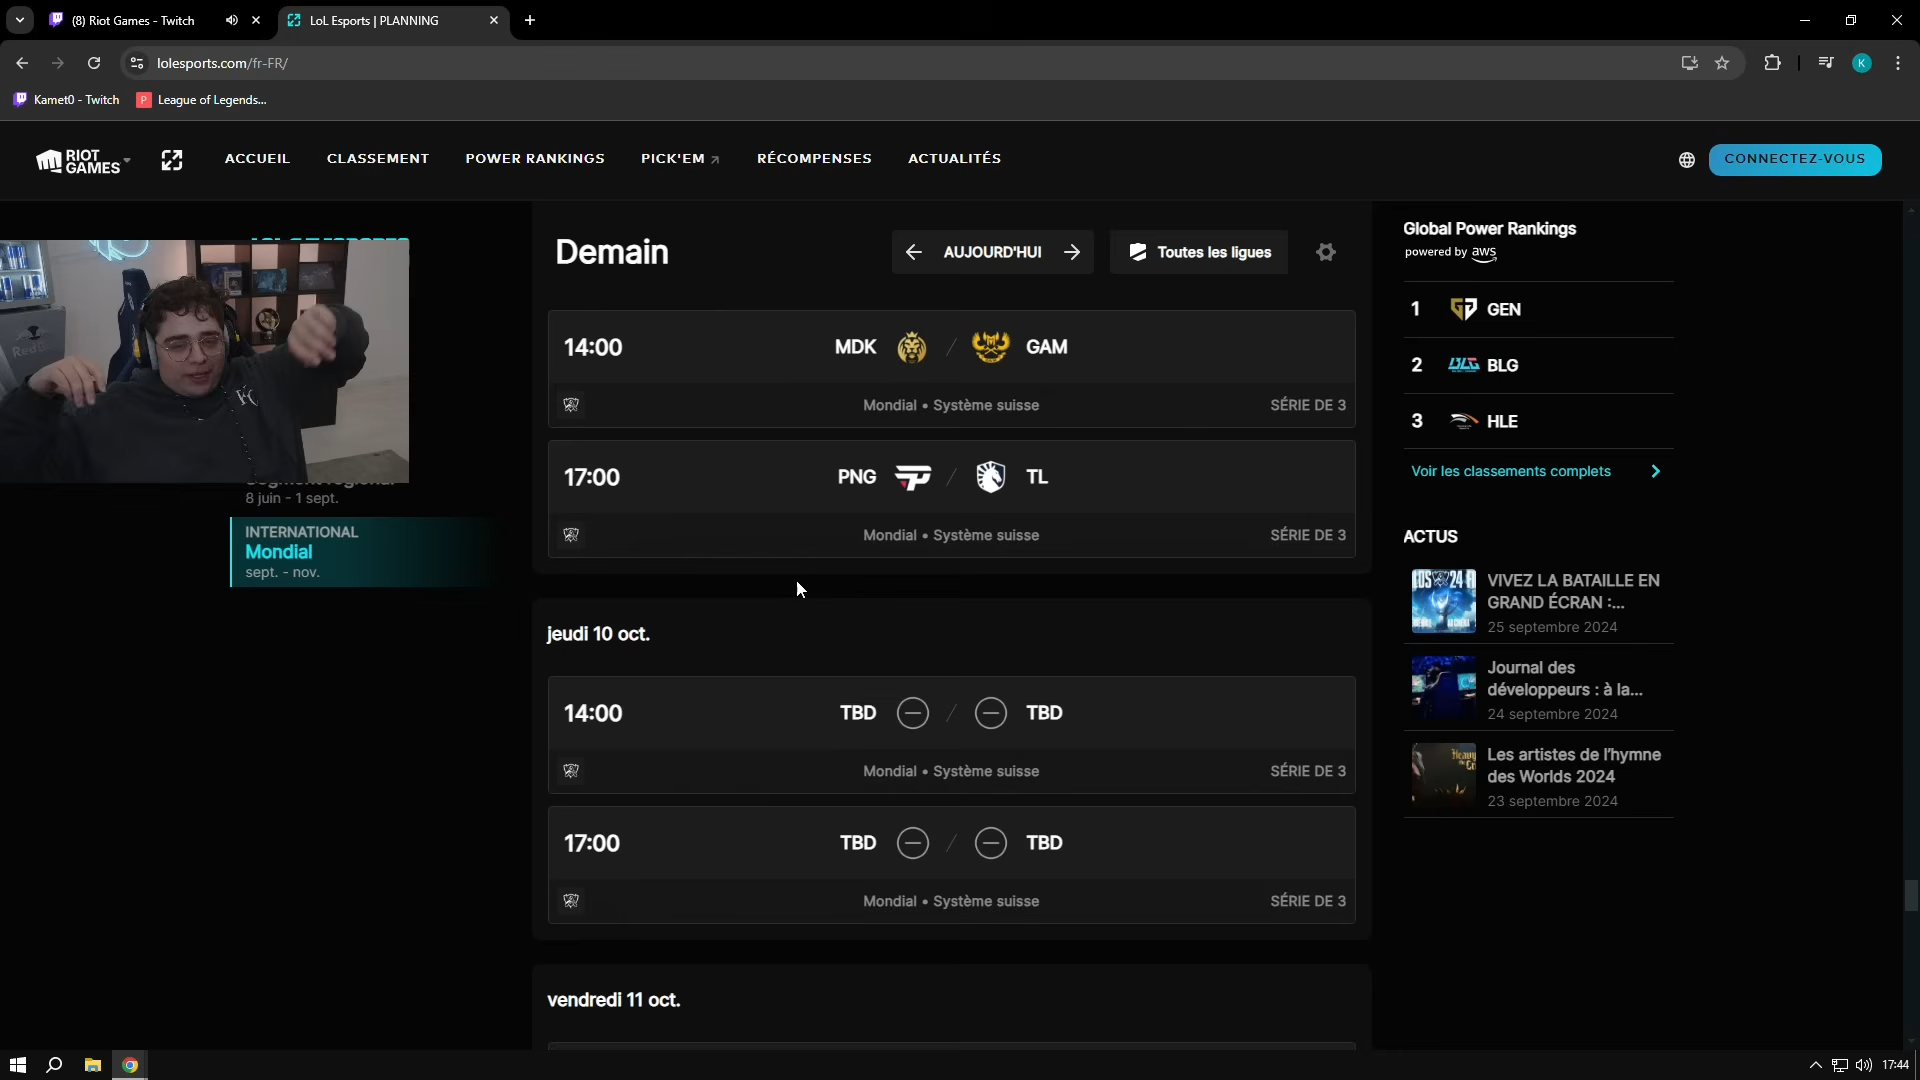 (8) Riot Games - Twitch
LoL Esports | PLANNING
lolesports.com/fr-FR/
K
Kamet0 - Twitch
League of Legends...
RIOT GAMES
ACCUEIL
CLASSEMENT
POWER RANKINGS
PICK'EM
RÉCOMPENSES
ACTUALITÉS
CONNECTEZ-VOUS
8 juin - 1 sept.
INTERNATIONAL
Mondial
sept. - nov.
Demain
AUJOURD'HUI
Toutes les ligues
14:00 MDK / GAM
Mondial • Système suisse SÉRIE DE 3
17:00 PNG / TL
Mondial • Système suisse SÉRIE DE 3
jeudi 10 oct.
14:00 TBD / TBD
Mondial • Système suisse SÉRIE DE 3
17:00 TBD / TBD
Mondial • Système suisse SÉRIE DE 3
vendredi 11 oct.
Global Power Rankings
powered by aws
1 GEN
2 BLG
3 HLE
Voir les classements complets
ACTUS
VIVEZ LA BATAILLE EN
GRAND ÉCRAN :...
25 septembre 2024
Journal des
développeurs : à la...
24 septembre 2024
Les artistes de l'hymne
des Worlds 2024
23 septembre 2024
17:44